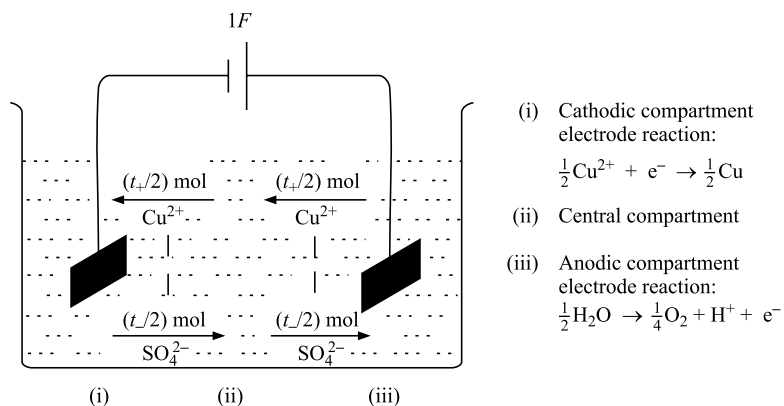 1F
(t₊/2) mol (t₊/2) mol
Cu²⁺ Cu²⁺
(t₋/2) mol (t₋/2) mol
SO₄²⁻ SO₄²⁻
(i) (ii) (iii)
(i) Cathodic compartment
electrode reaction:
½Cu²⁺ + e⁻ → ½Cu
(ii) Central compartment
(iii) Anodic compartment
electrode reaction:
½H₂O → ¼O₂ + H⁺ + e⁻